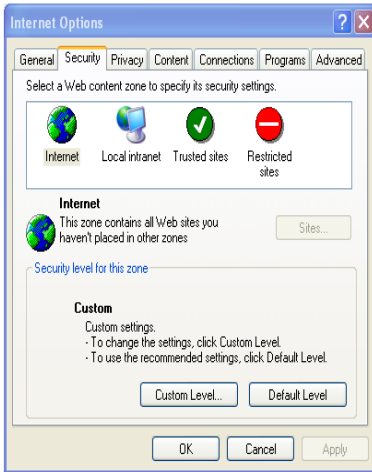 Internet Options
General Security Privacy Content Connections Programs Advanced
Select a Web content zone to specify its security settings.
Internet Local intranet Trusted sites Restricted
sites
Internet
This zone contains all Web sites you
haven't placed in other zones
Sites...
Security level for this zone
Custom
Custom settings.
- To change the settings, click Custom Level.
- To use the recommended settings, click Default Level.
Custom Level... Default Level
OK Cancel Apply